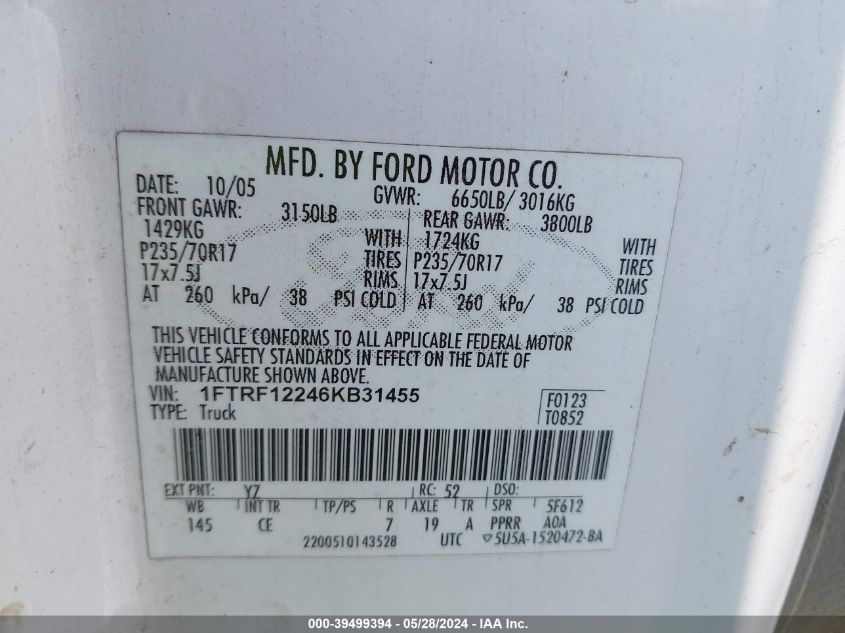 MFD. BY FORD MOTOR CO.
DATE: 10/05 GVWR: 6650LB/ 3016KG
FRONT GAWR: 3150LB REAR GAWR: 3800LB
1429KG WITH 1724KG WITH
P235/70R17 TIRES P235/70R17 TIRES
17x7.5J RIMS 17x7.5J RIMS
AT 260 kPa/ 38 PSI COLD AT 260 kPa/ 38 PSI COLD
THIS VEHICLE CONFORMS TO ALL APPLICABLE FEDERAL MOTOR
VEHICLE SAFETY STANDARDS IN EFFECT ON THE DATE OF
MANUFACTURE SHOWN ABOVE.
VIN: 1FTRF12246KB31455 F0123
TYPE: Truck T0852
EXT PNT: YZ RC: 52 DSO:
WB INT TR TP/PS R AXLE TR SPR 5F612
145 CE 7 19 A PPRR A0A
2200510143528 UTC ▽5U5A-1520472-BA
000-39499394 - 05/28/2024 - IAA Inc.